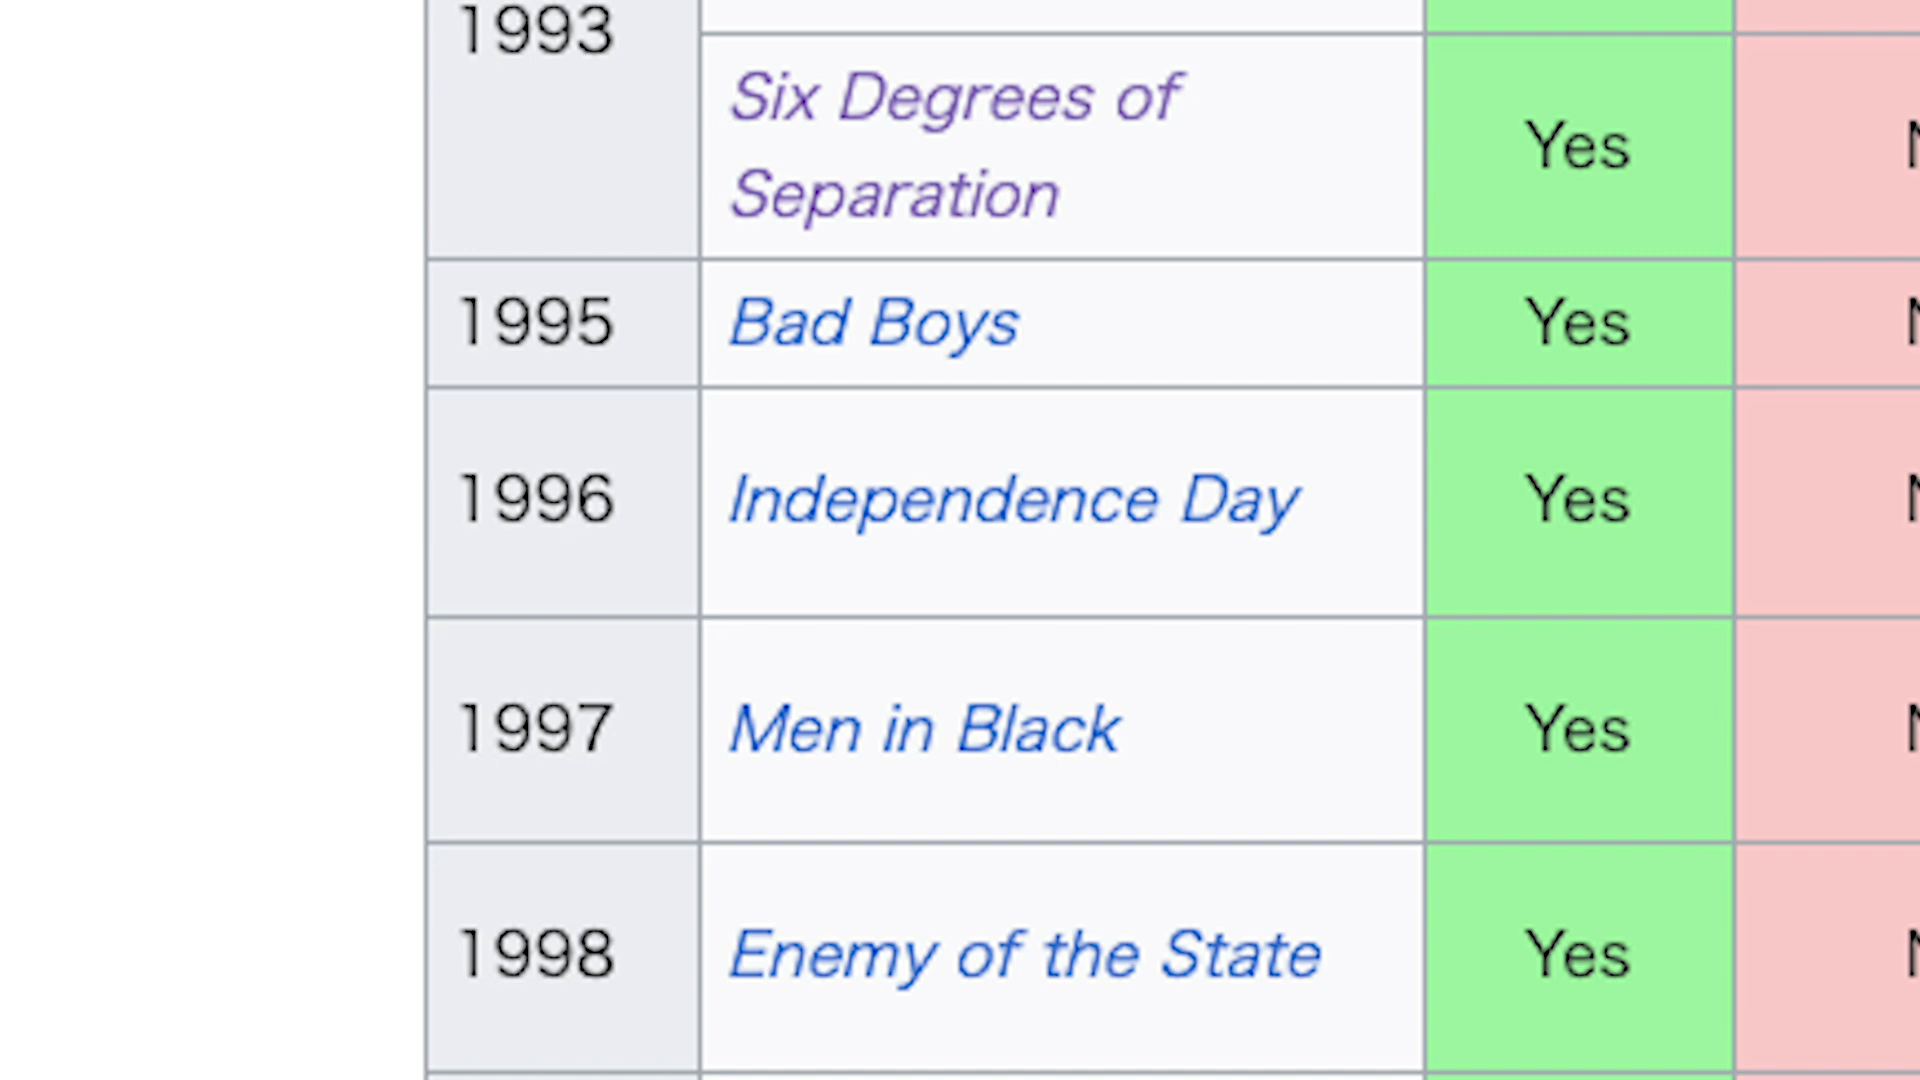 1993
Six Degrees of
Separation
Yes
1995
Bad Boys
Yes
1996
Independence Day
Yes
1997
Men in Black
Yes
1998
Enemy of the State
Yes